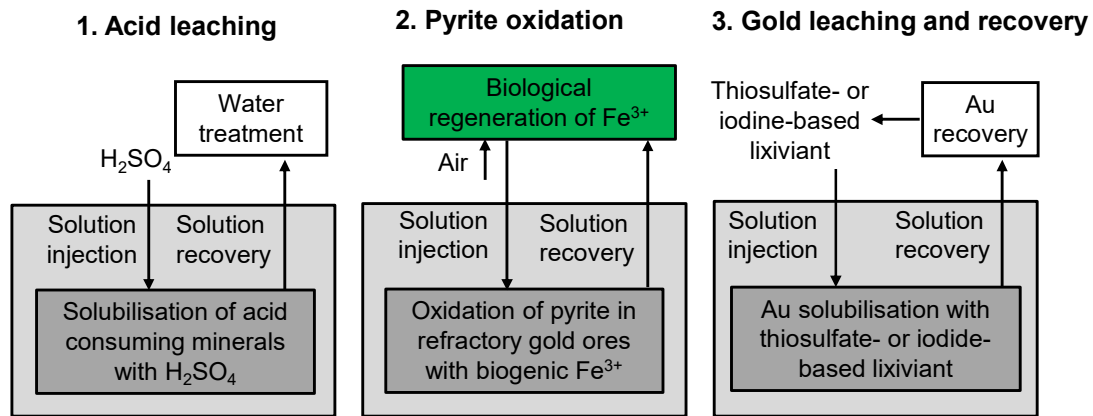 1. Acid leaching
Water
treatment
H₂SO₄
Solution
injection
Solution
recovery
Solubilisation of acid
consuming minerals
with H₂SO₄
2. Pyrite oxidation
Biological
regeneration of Fe³⁺
Air
Solution
injection
Solution
recovery
Oxidation of pyrite in
refractory gold ores
with biogenic Fe³⁺
3. Gold leaching and recovery
Thiosulfate- or
iodine-based
lixiviant
Au
recovery
Solution
injection
Solution
recovery
Au solubilisation with
thiosulfate- or iodide-
based lixiviant